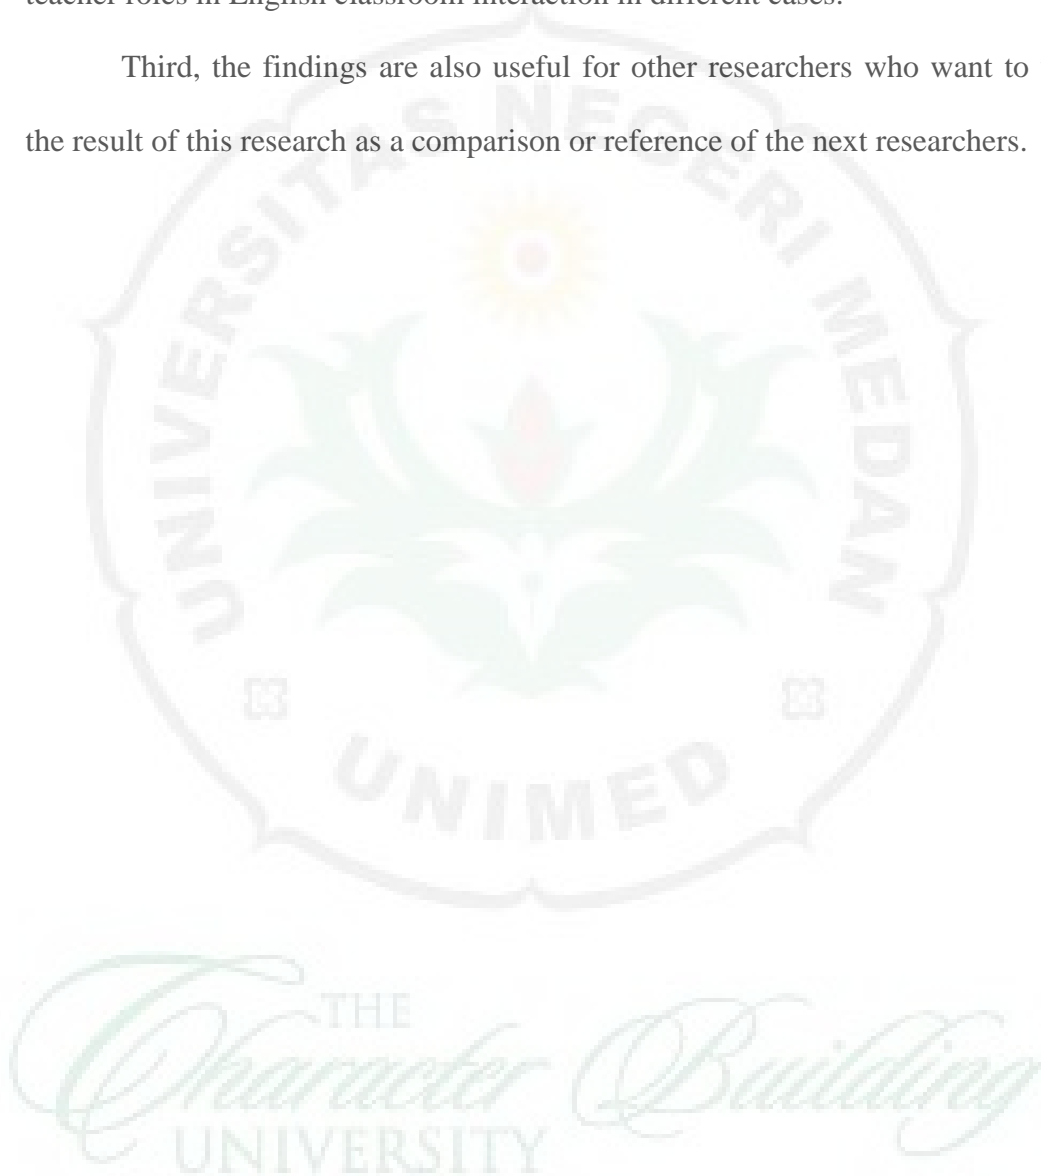 teacher roles in English classroom interaction in different cases.
Third, the findings are also useful for other researchers who want to
the result of this research as a comparison or reference of the next researchers.
UNIVERSITAS NEGERI MEDAN
UNIMED
THE
Character Building
UNIVERSITY